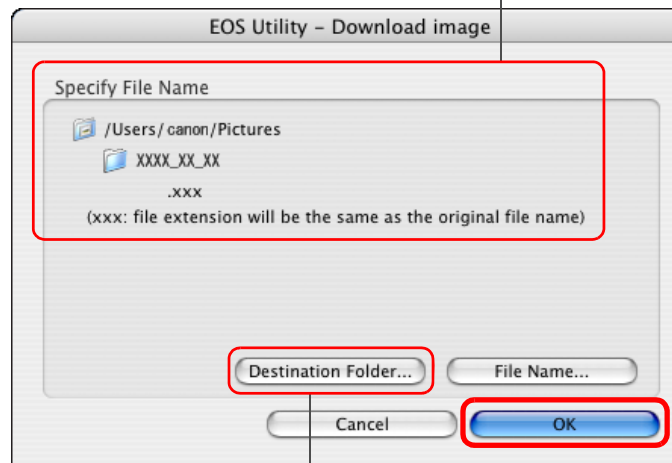 EOS Utility – Download image
Specify File Name
/Users/canon/Pictures
XXXX_XX_XX
.xxx
(xxx: file extension will be the same as the original file name)
Destination Folder...
File Name...
Cancel
OK